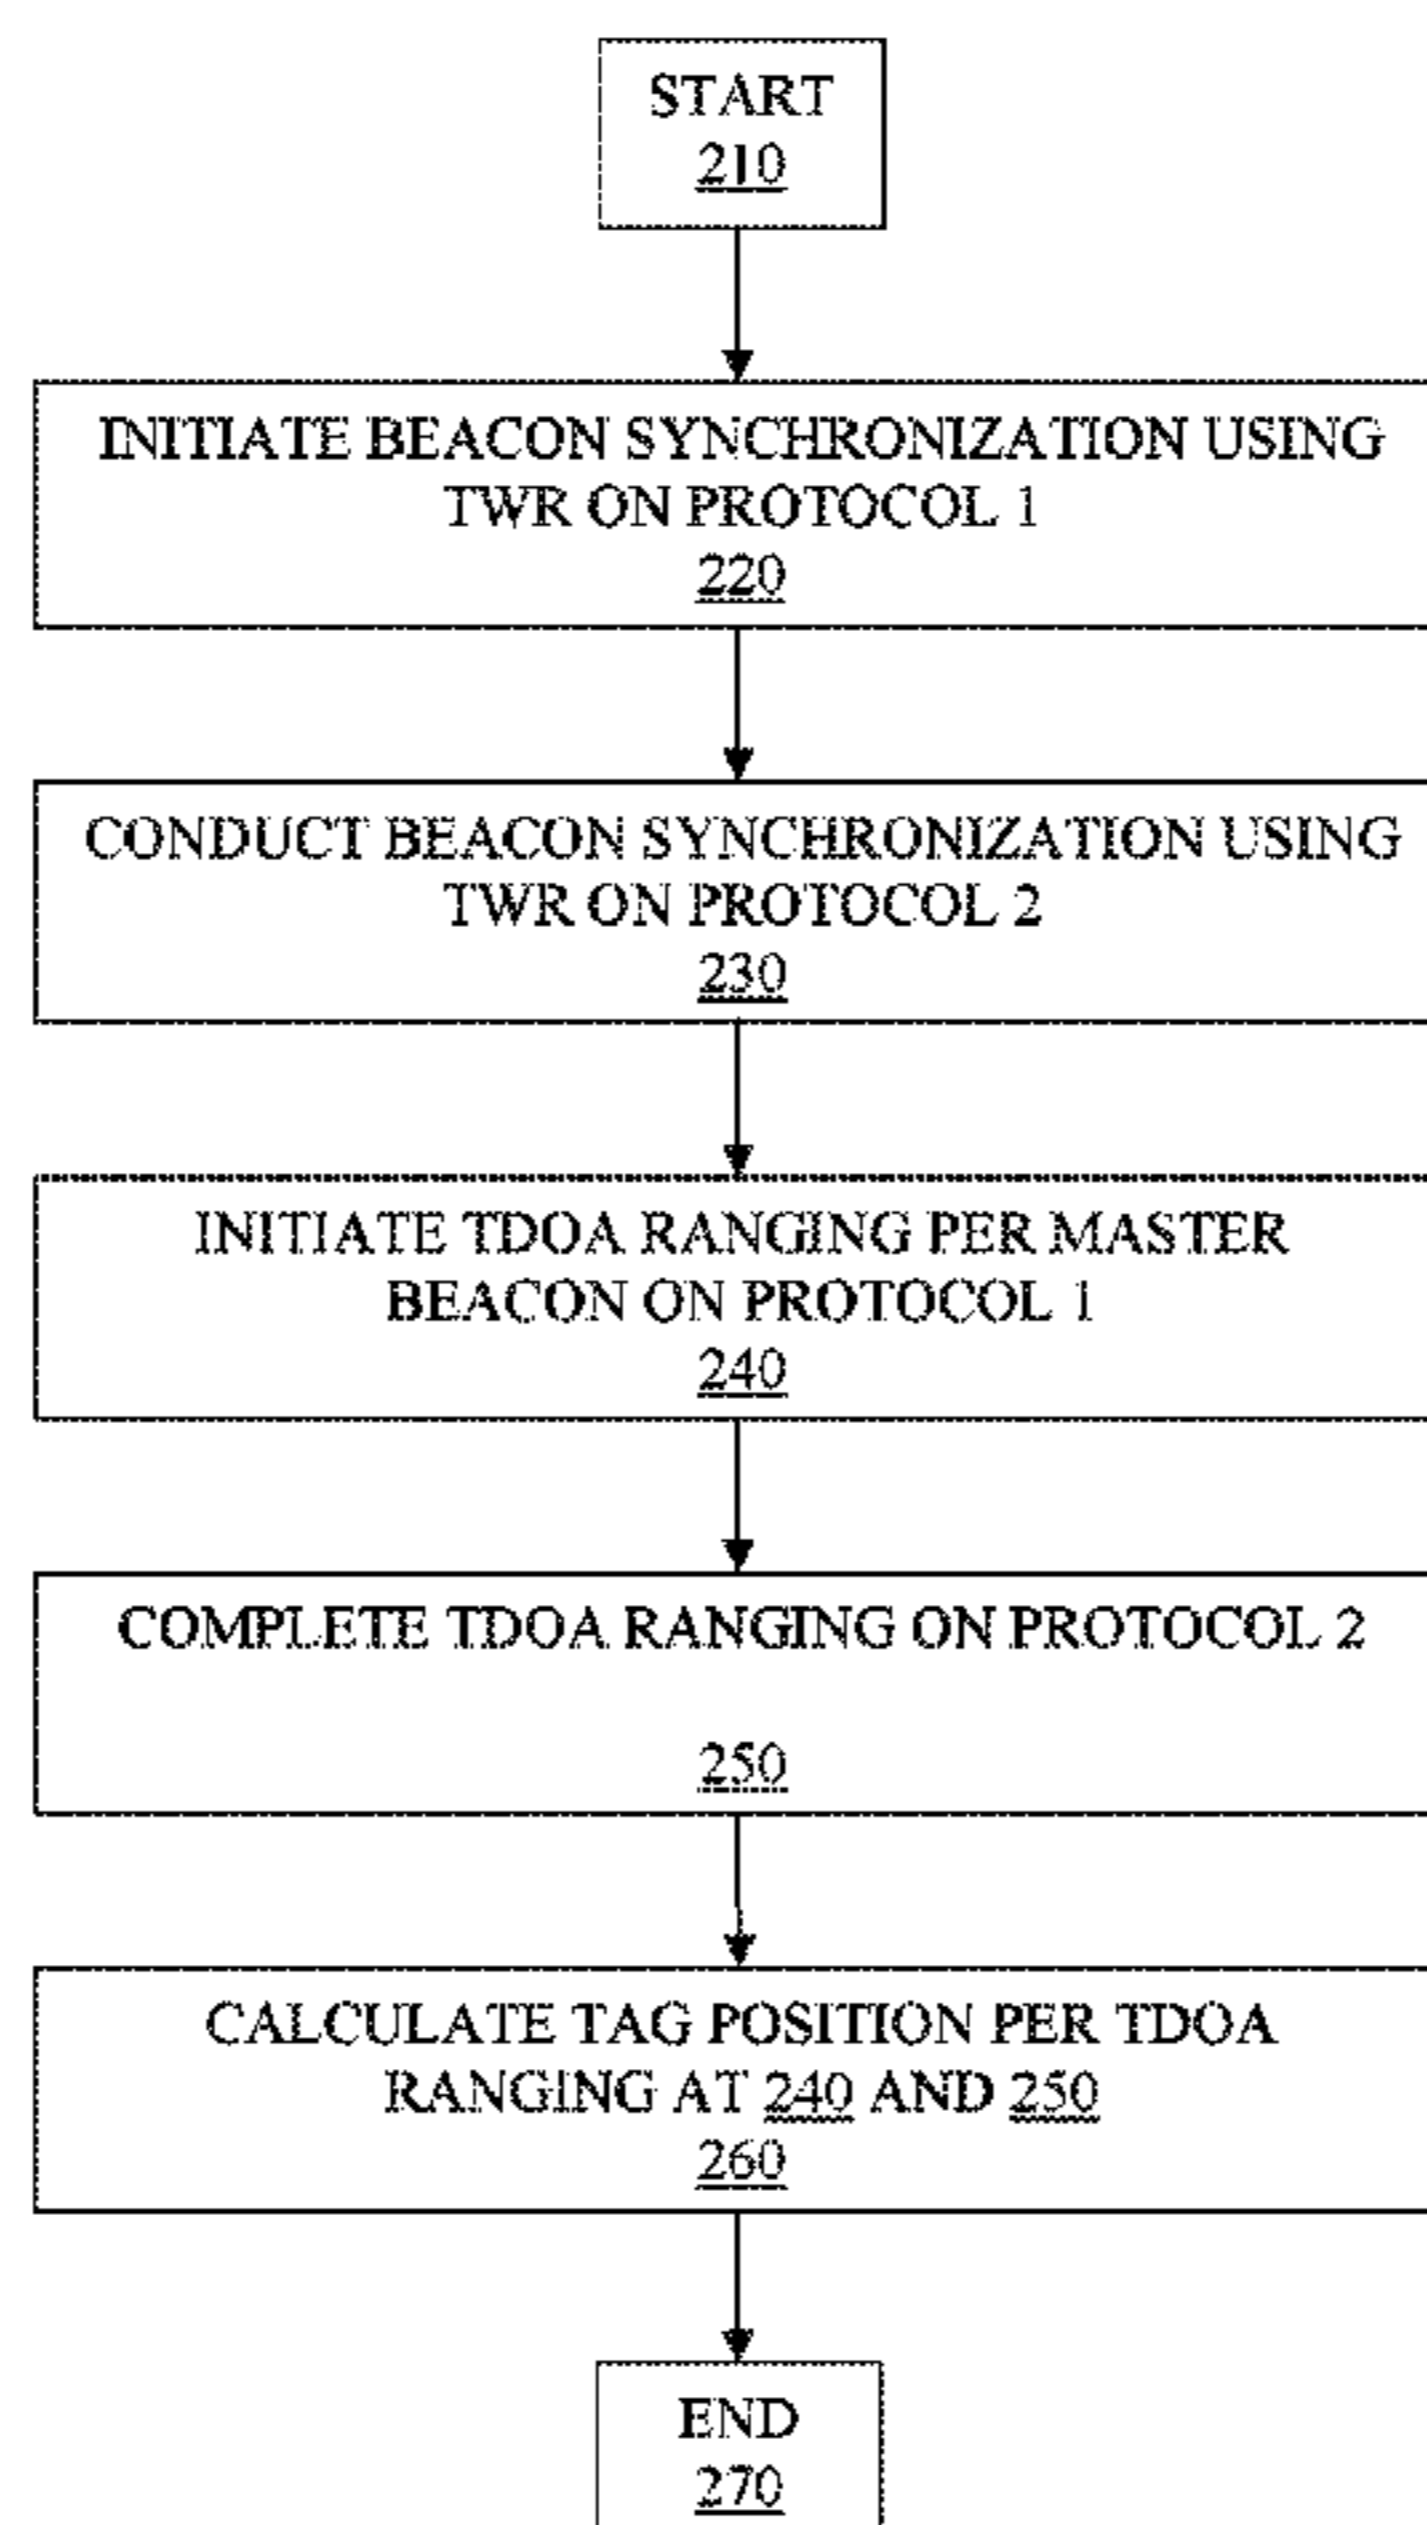 START
210
INITIATE BEACON SYNCHRONIZATION USING
TWR ON PROTOCOL 1
220
CONDUCT BEACON SYNCHRONIZATION USING
TWR ON PROTOCOL 2
230
INITIATE TDOA RANGING PER MASTER
BEACON ON PROTOCOL 1
240
COMPLETE TDOA RANGING ON PROTOCOL 2
250
CALCULATE TAG POSITION PER TDOA
RANGING AT 240 AND 250
260
END
270